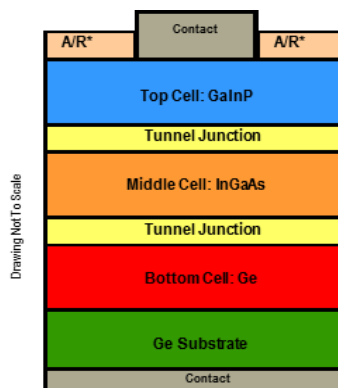 Contact
A/R*
A/R*
Top Cell: GaInP
Tunnel Junction
Middle Cell: InGaAs
Tunnel Junction
Bottom Cell: Ge
Ge Substrate
Contact
Drawing Not To Scale